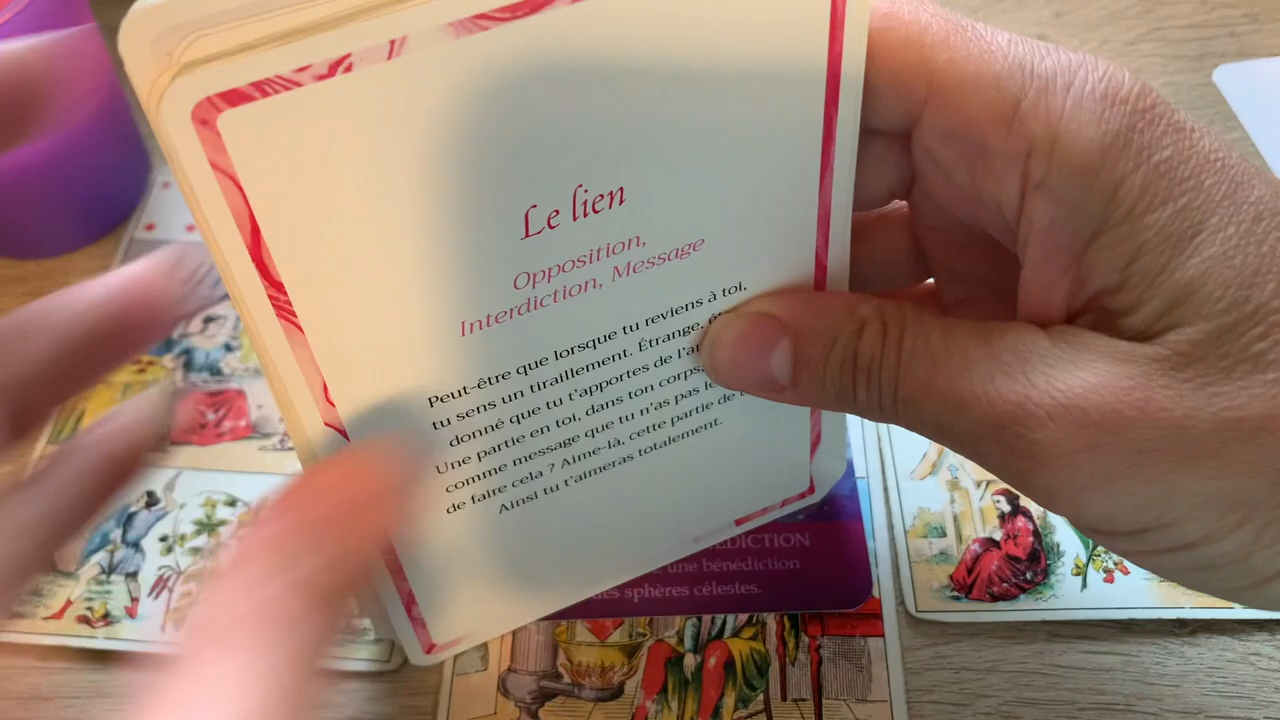 Le lien
Opposition,
Interdiction, Message
Peut-être que lorsque tu reviens à toi,
tu sens un tiraillement. Étrange,
donné que tu t'apportes de
Une partie en toi, dans ton corps
comme message que tu n'as pas le
de faire cela ? Aime-là, cette partie de
Ainsi tu t'aimeras totalement.
une bénédiction
des sphères célestes.